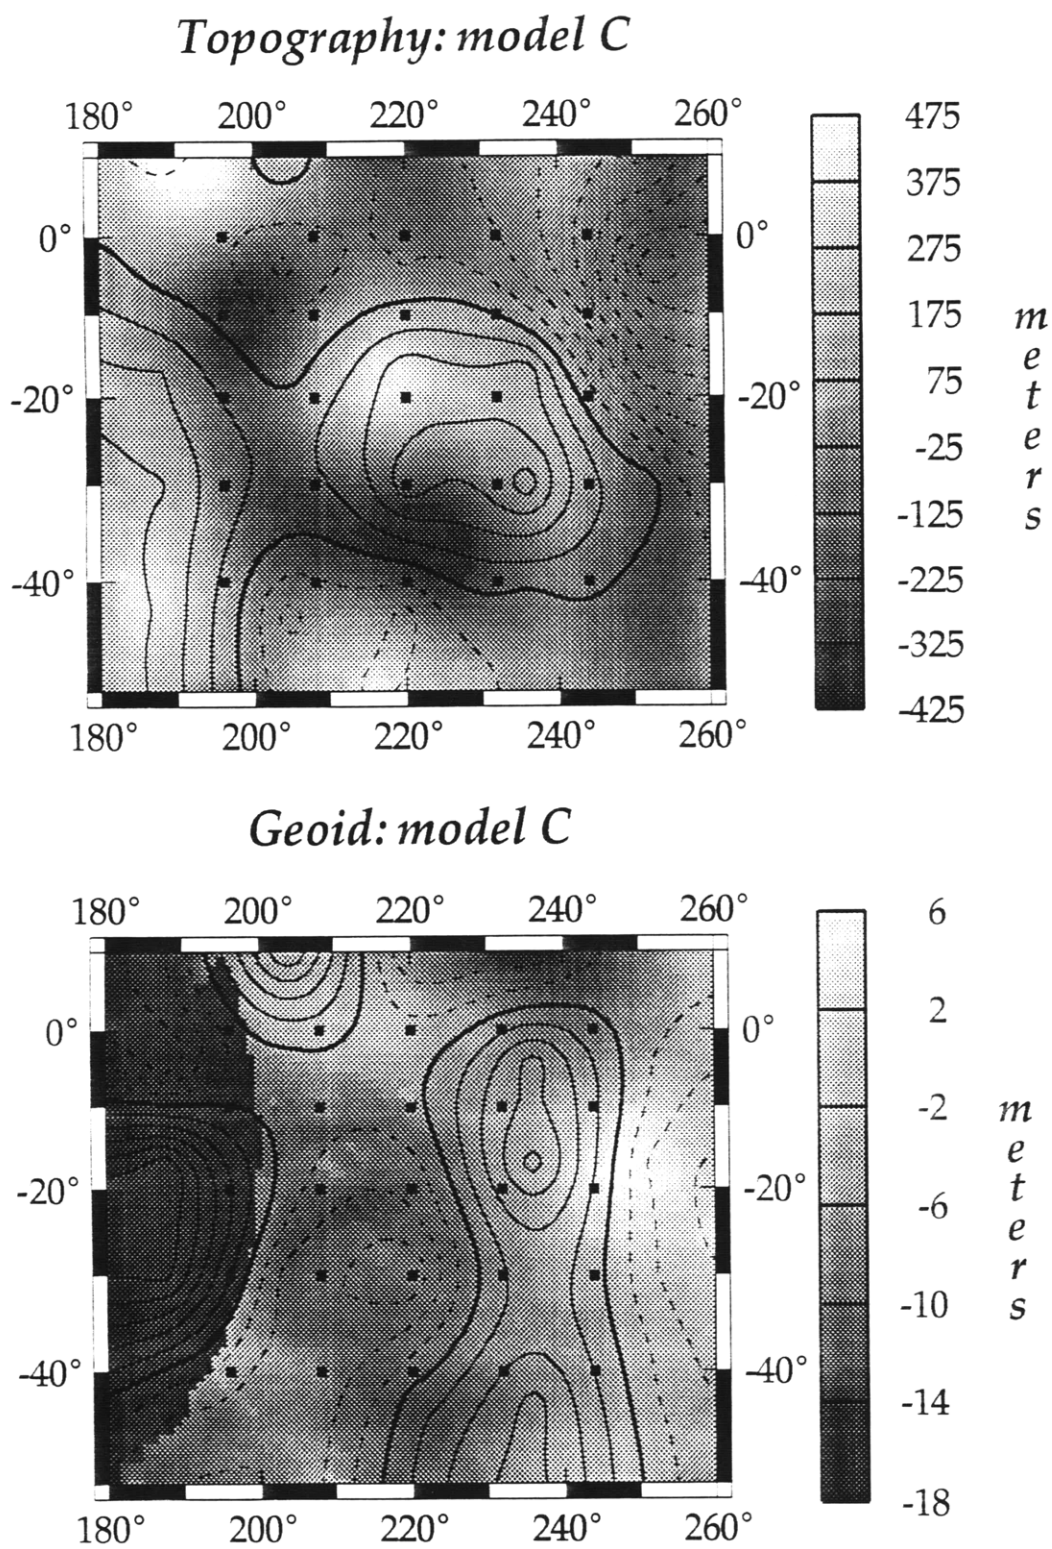 Topography: model C
180° 200° 220° 240° 260°
475
375
0° 0°
275
175
75
-20° -20°
-25
-125
-40° -40°
-225
-325
-425
180° 200° 220° 240° 260°
m
e
t
e
r
s
Geoid: model C
180° 200° 220° 240° 260°
6
2
0° 0°
-2
-20° -20°
-6
-10
-40° -40°
-14
-18
180° 200° 220° 240° 260°
m
e
t
e
r
s